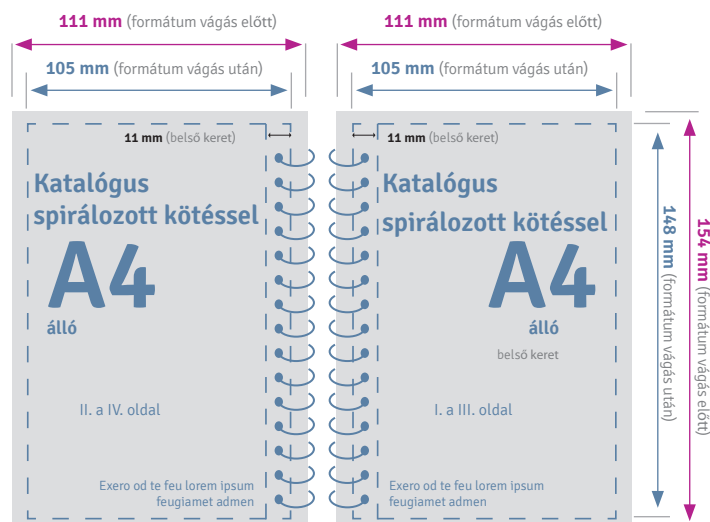 111 mm (formátum vágás előtt)
111 mm (formátum vágás előtt)
105 mm (formátum vágás után)
105 mm (formátum vágás után)
11 mm (belső keret)
11 mm (belső keret)
Katalógus
spirálozott kötéssel
A4
álló
II. a IV. oldal
Exero od te feu lorem ipsum
feugiamet admen
Katalógus
spirálozott kötéssel
A4
álló
belső keret
I. a III. oldal
Exero od te feu lorem ipsum
feugiamet admen
148 mm (formátum vágás után)
154 mm (formátum vágás előtt)